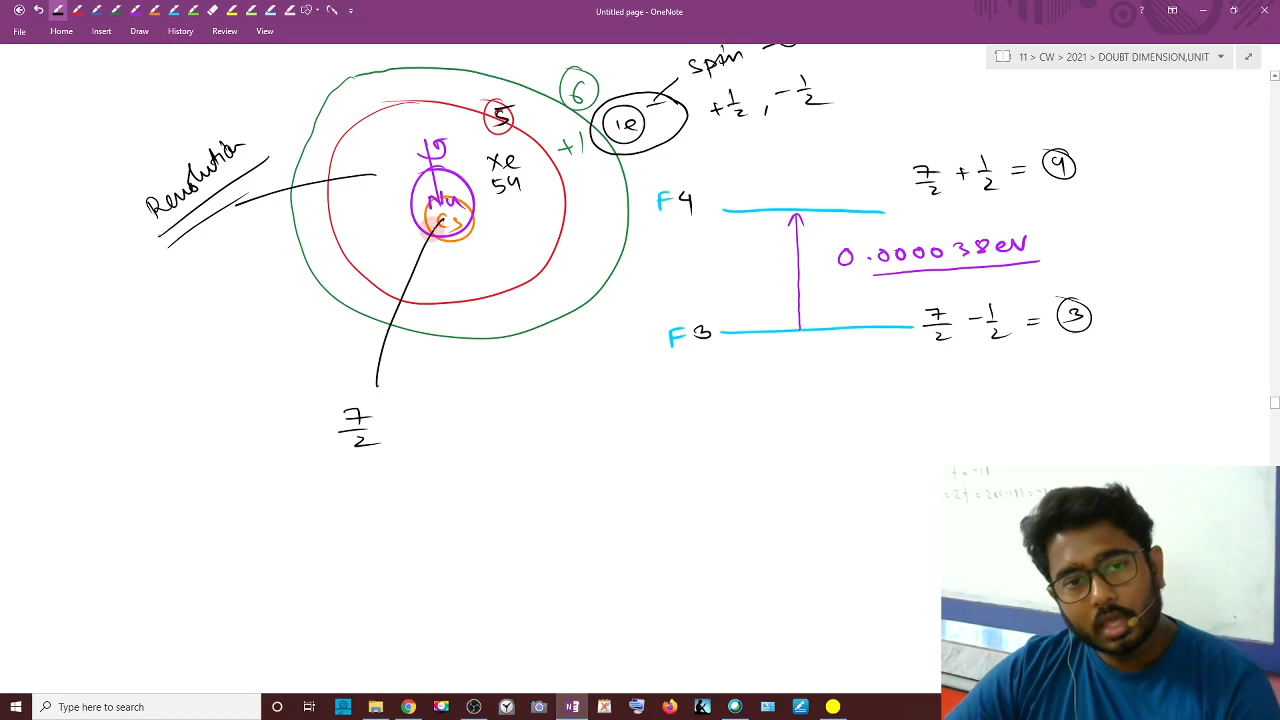 Untitled page - OneNote
File Home Insert Draw History Review View
11 > CW > 2021 > DOUBT DIMENSION,UNIT
spin
+1/2 , -1/2
6
5
1e
+1
Xe
54
Cs
Revolution
7/2
F4
7/2 + 1/2 = 4
0.000038eV
F3
7/2 - 1/2 = 3
Type here to search